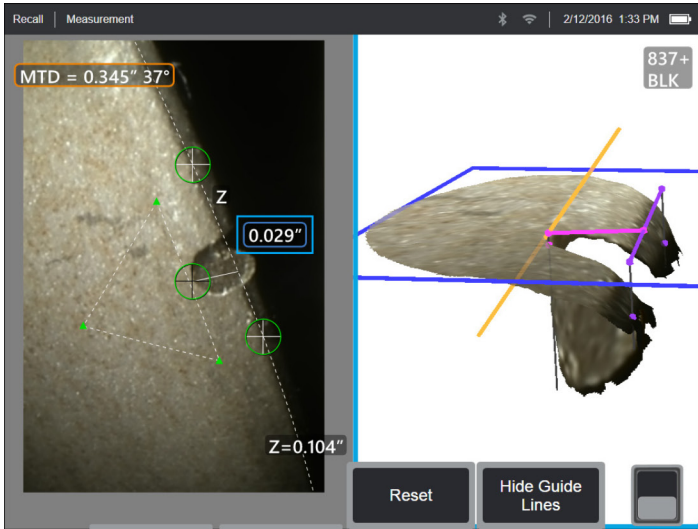 Recall Measurement 2/12/2016 1:33 PM
MTD = 0.345" 37°
837+
BLK
Z
0.029"
Z=0.104"
Reset
Hide Guide
Lines